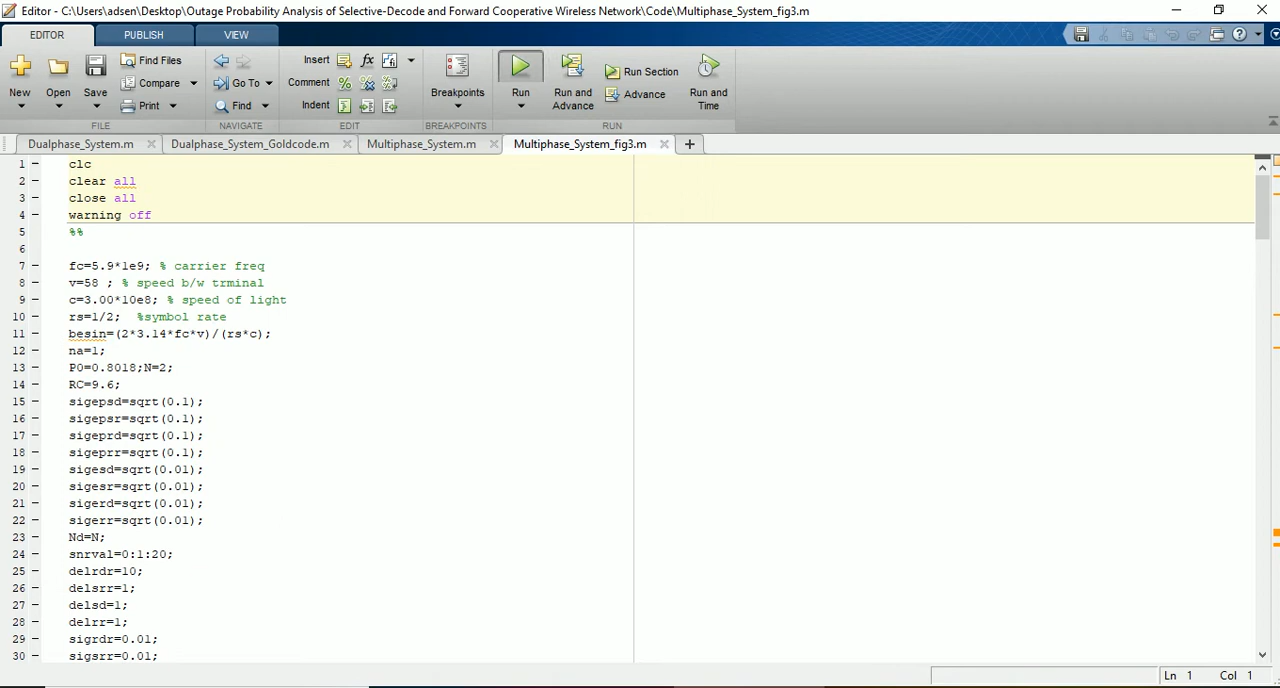 Editor - C:\Users\adsen\Desktop\Outage Probability Analysis of Selective-Decode and Forward Cooperative Wireless Network\Code\Multiphase_System_fig3.m
EDITOR PUBLISH VIEW
New Open Save Find Files Compare Print Go To Find Insert fx Comment Indent Breakpoints Run Run and Advance Run Section Advance Run and Time
FILE NAVIGATE EDIT BREAKPOINTS RUN
Dualphase_System.m Dualphase_System_Goldcode.m Multiphase_System.m Multiphase_System_fig3.m
1 clc
2 clear all
3 close all
4 warning off
5 %%
6
7 fc=5.9*1e9; % carrier freq
8 v=58 ; % speed b/w trminal
9 c=3.00*10e8; % speed of light
10 rs=1/2; %symbol rate
11 besin=(2*3.14*fc*v)/(rs*c);
12 na=1;
13 P0=0.8018;N=2;
14 RC=9.6;
15 sigepsd=sqrt(0.1);
16 sigepsr=sqrt(0.1);
17 sigeprd=sqrt(0.1);
18 sigeprr=sqrt(0.1);
19 sigesd=sqrt(0.01);
20 sigesr=sqrt(0.01);
21 sigerd=sqrt(0.01);
22 sigerr=sqrt(0.01);
23 Nd=N;
24 snrval=0:1:20;
25 delrdr=10;
26 delsrr=1;
27 delsd=1;
28 delrr=1;
29 sigrdr=0.01;
30 sigsrr=0.01;
Ln 1 Col 1